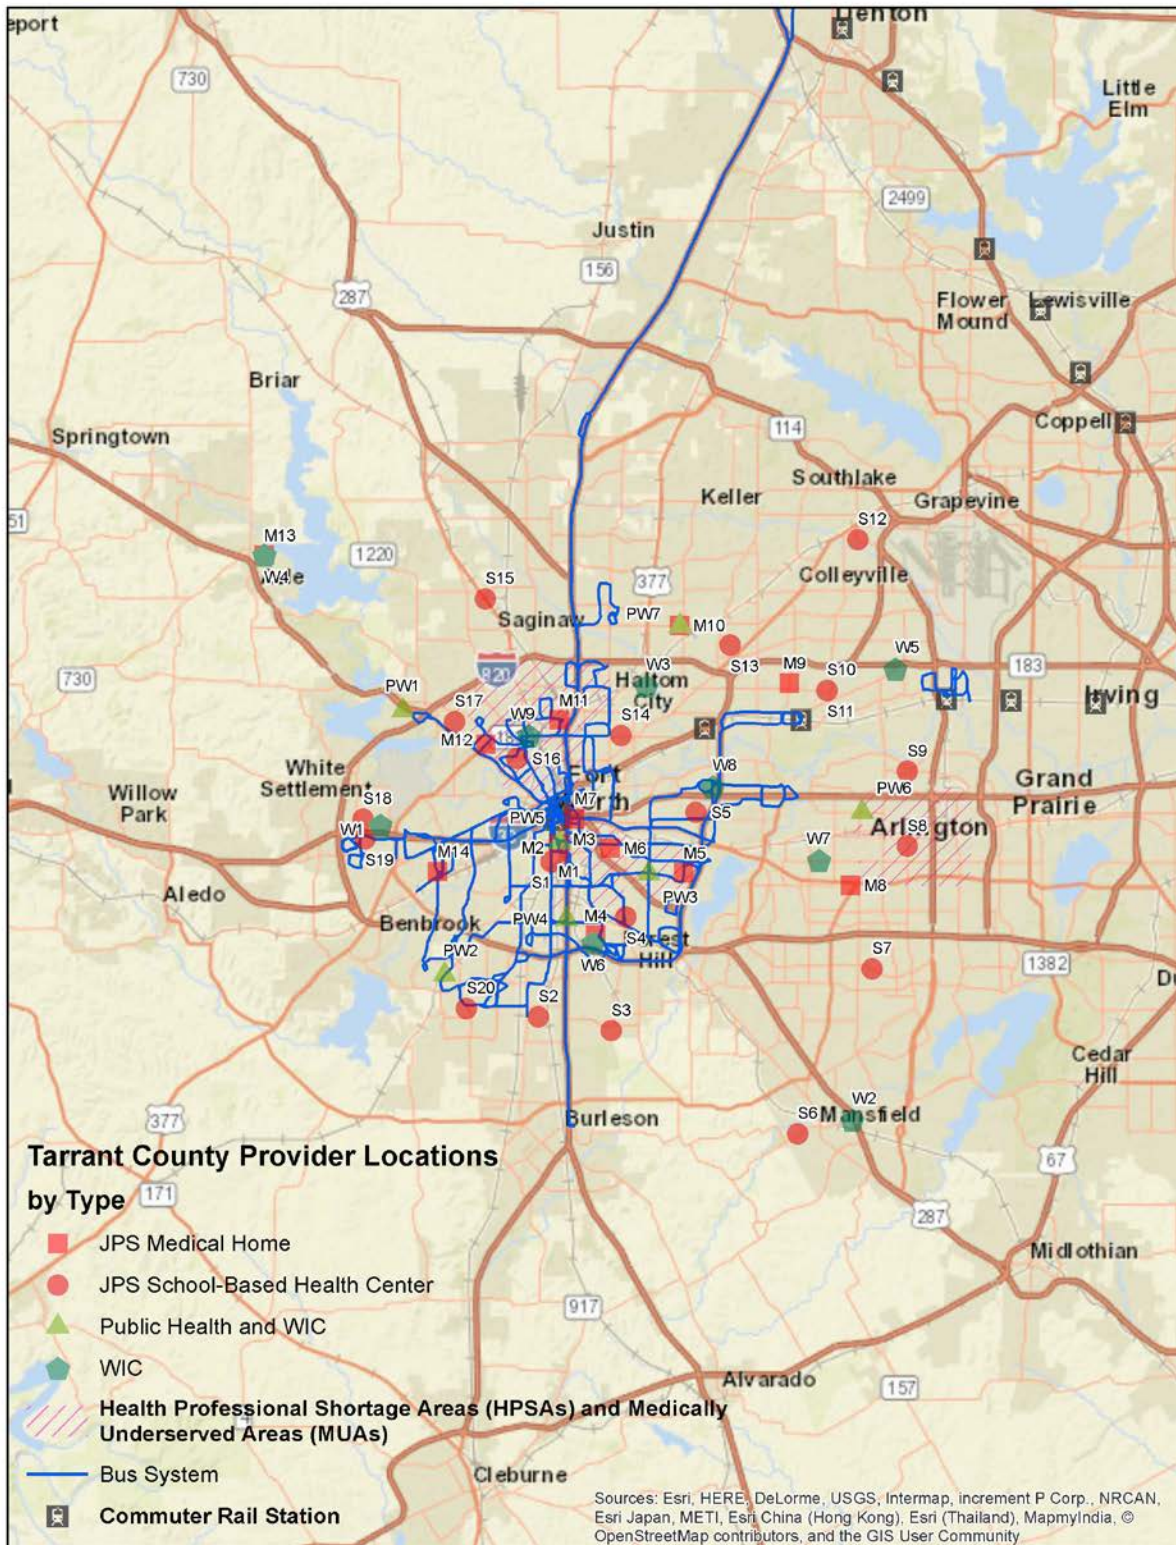 eport
Denton
730
Little
Elm
2499
Justin
156
287
Flower
Mound
Lewisville
Briar
Springtown
114
Coppell
Southlake
Keller
Grapevine
51
S12
M13
1220
W4
S15
377
Colleyville
Saginaw
PW7
M10
W5
S13
M9
S10
183
820
W3
Haltom
City
730
PW1
S17
M11
S11
Irving
W9
S14
M12
S16
S9
White
Settlement
Fort
W8
Grand
Prairie
Willow
Park
M7
PW6
S18
PW5
S5
Arlington
S8
W1
M3
W7
S19
M2
M6
M14
M1
M5
S1
M8
Aledo
PW3
Benbrook
PW4
M4
S4
PW2
W6
Hill
S7
1382
S20
S2
S3
Cedar
Hill
W2
S6
Mansfield
Burleson
377
67
171
287
Midlothian
917
Alvarado
157
Cleburne
Tarrant County Provider Locations
by Type
JPS Medical Home
JPS School-Based Health Center
Public Health and WIC
WIC
Health Professional Shortage Areas (HPSAs) and Medically
Underserved Areas (MUAs)
Bus System
Commuter Rail Station
Sources: Esri, HERE, DeLorme, USGS, Intermap, increment P Corp., NRCAN,
Esri Japan, METI, Esri China (Hong Kong), Esri (Thailand), MapmyIndia, ©
OpenStreetMap contributors, and the GIS User Community